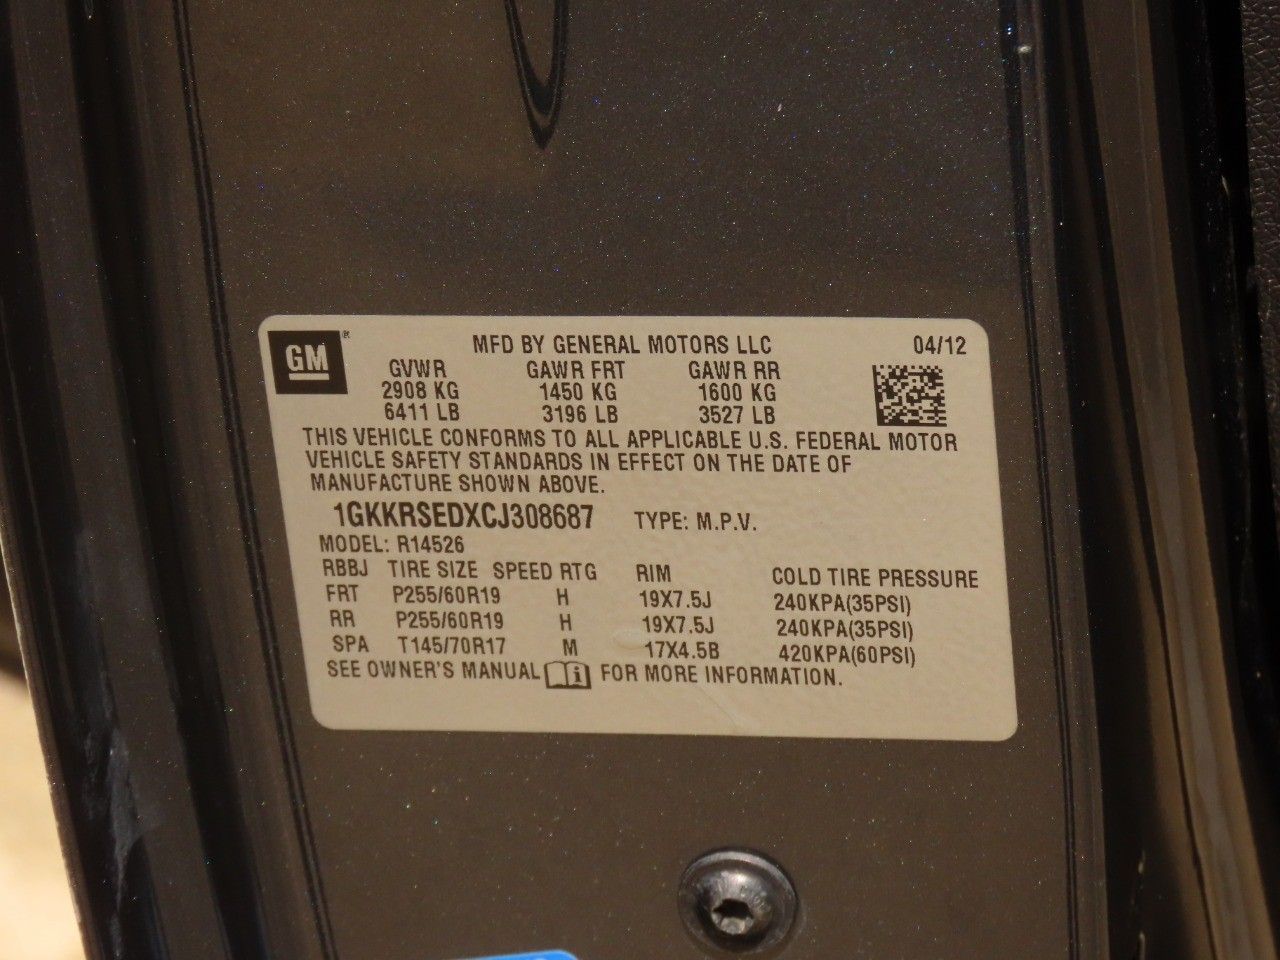 GM®
MFD BY GENERAL MOTORS LLC 04/12
GVWR GAWR FRT GAWR RR
2908 KG 1450 KG 1600 KG
6411 LB 3196 LB 3527 LB
THIS VEHICLE CONFORMS TO ALL APPLICABLE U.S. FEDERAL MOTOR
VEHICLE SAFETY STANDARDS IN EFFECT ON THE DATE OF
MANUFACTURE SHOWN ABOVE.
1GKKRSEDXCJ308687 TYPE: M.P.V.
MODEL: R14526
RBBJ TIRE SIZE SPEED RTG RIM COLD TIRE PRESSURE
FRT P255/60R19 H 19X7.5J 240KPA(35PSI)
RR P255/60R19 H 19X7.5J 240KPA(35PSI)
SPA T145/70R17 M 17X4.5B 420KPA(60PSI)
SEE OWNER'S MANUAL i FOR MORE INFORMATION.